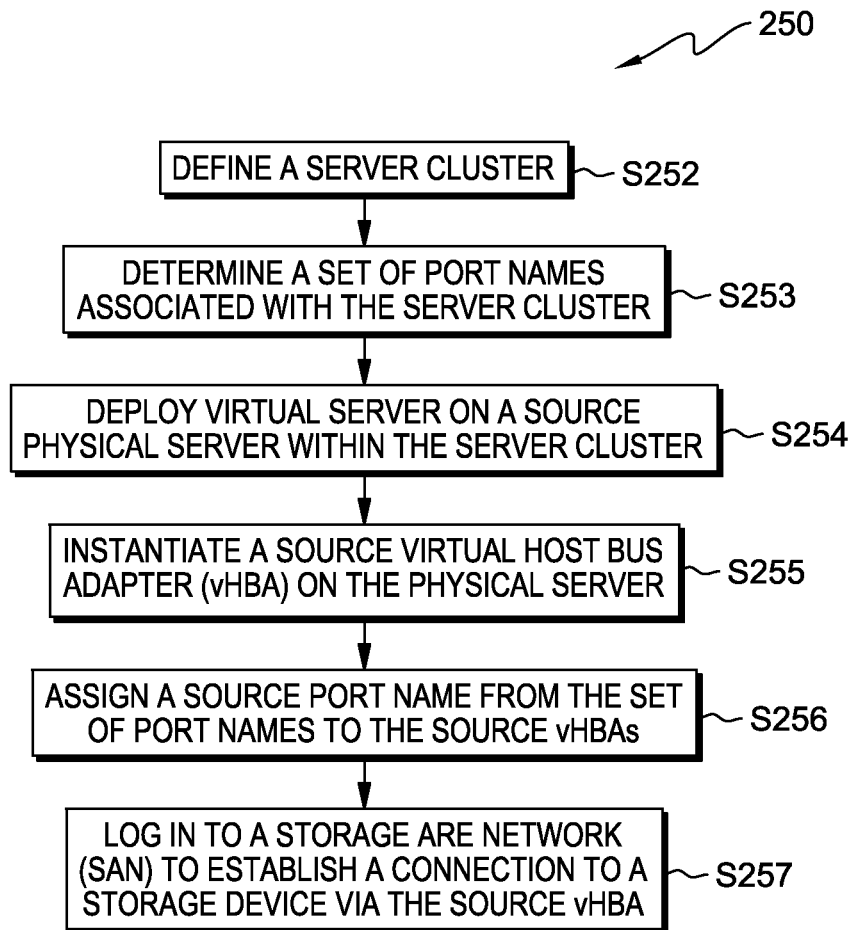 250
DEFINE A SERVER CLUSTER
S252
DETERMINE A SET OF PORT NAMES
ASSOCIATED WITH THE SERVER CLUSTER
S253
DEPLOY VIRTUAL SERVER ON A SOURCE
PHYSICAL SERVER WITHIN THE SERVER CLUSTER
S254
INSTANTIATE A SOURCE VIRTUAL HOST BUS
ADAPTER (vHBA) ON THE PHYSICAL SERVER
S255
ASSIGN A SOURCE PORT NAME FROM THE SET
OF PORT NAMES TO THE SOURCE vHBAs
S256
LOG IN TO A STORAGE ARE NETWORK
(SAN) TO ESTABLISH A CONNECTION TO A
STORAGE DEVICE VIA THE SOURCE vHBA
S257